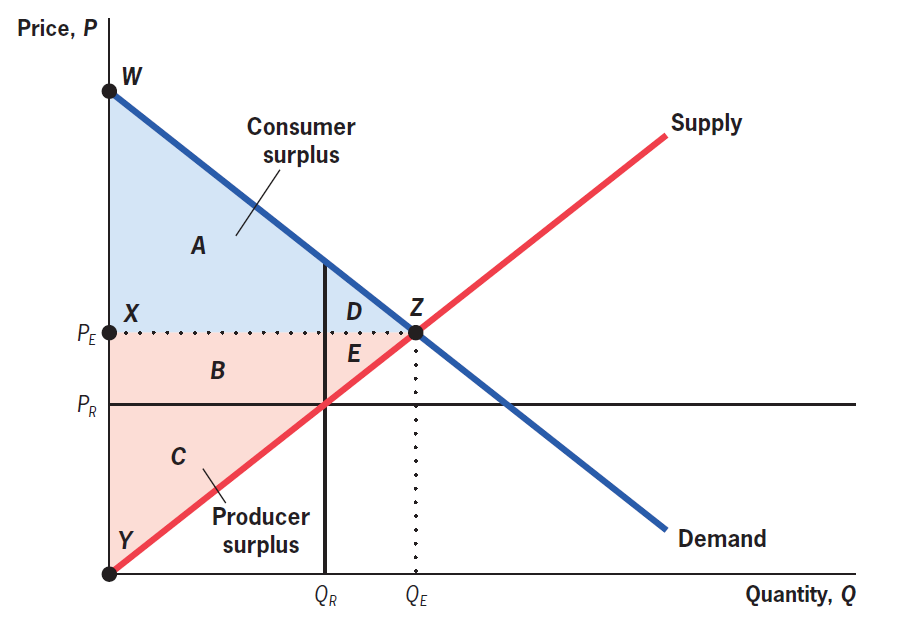 Price, P
W
Consumer
surplus
Supply
A
X
D
Z
P_E
E
B
P_R
C
Y
Producer
surplus
Demand
Q_R
Q_E
Quantity, Q